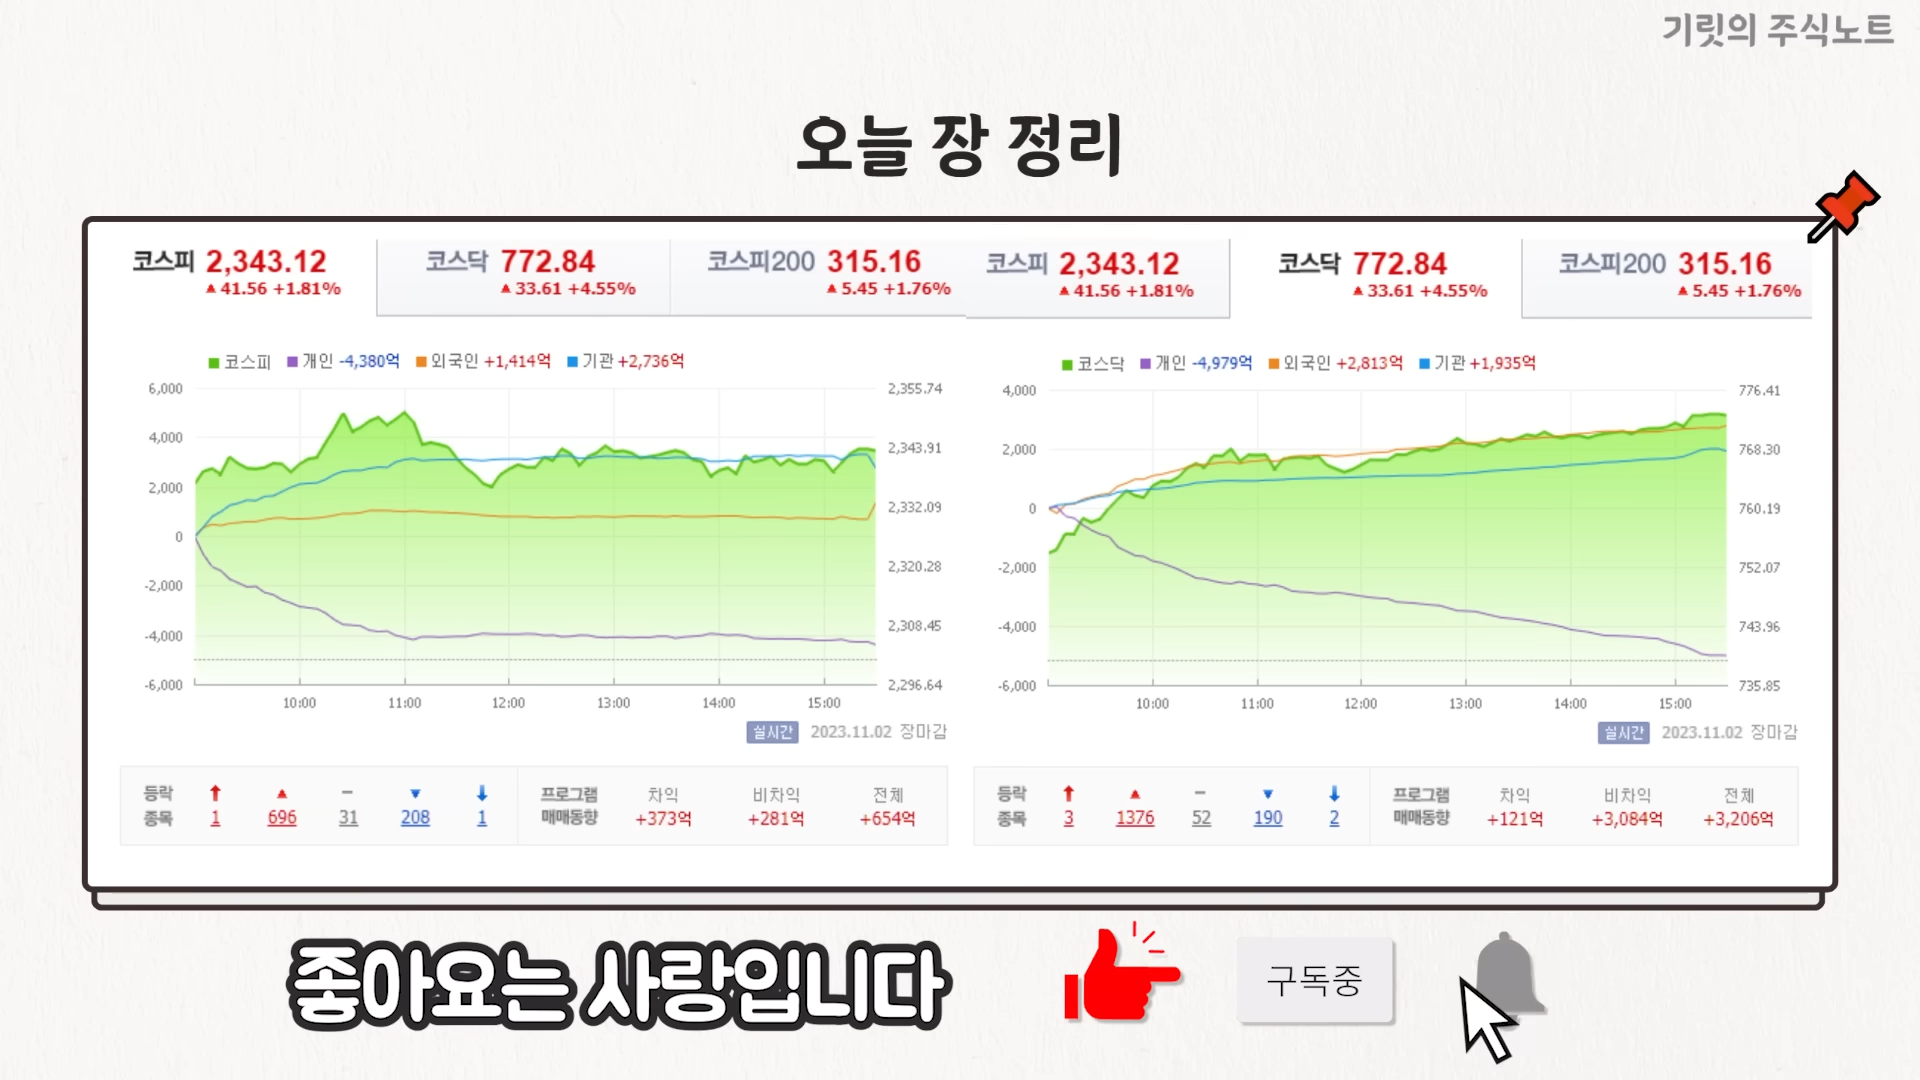 기릿의 주식노트
오늘 장 정리
코스피 2,343.12 ▲41.56 +1.81%
코스닥 772.84 ▲33.61 +4.55%
코스피200 315.16 ▲5.45 +1.76%
코스피 개인 -4,380억 외국인 +1,414억 기관 +2,736억
6,000
4,000
2,000
0
-2,000
-4,000
-6,000
2,355.74
2,343.91
2,332.09
2,320.28
2,308.45
2,296.64
10:00 11:00 12:00 13:00 14:00 15:00
실시간 2023.11.02 장마감
등락 ↑ ▲ − ▼ ↓
종목 1 696 31 208 1
프로그램 차익 비차익 전체
매매동향 +373억 +281억 +654억
코스피 2,343.12 ▲41.56 +1.81%
코스닥 772.84 ▲33.61 +4.55%
코스피200 315.16 ▲5.45 +1.76%
코스닥 개인 -4,979억 외국인 +2,813억 기관 +1,935억
4,000
2,000
0
-2,000
-4,000
-6,000
776.41
768.30
760.19
752.07
743.96
735.85
10:00 11:00 12:00 13:00 14:00 15:00
실시간 2023.11.02 장마감
등락 ↑ ▲ − ▼ ↓
종목 3 1376 52 190 2
프로그램 차익 비차익 전체
매매동향 +121억 +3,084억 +3,206억
좋아요는 사랑입니다
구독중